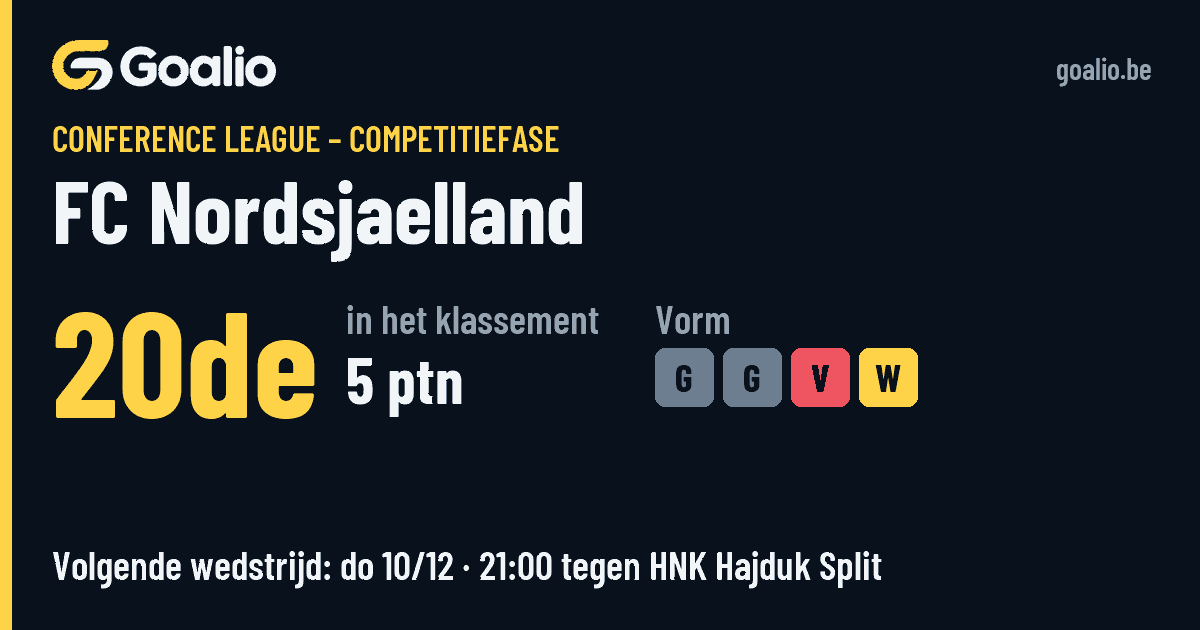 Goalio
goalio.be
CONFERENCE LEAGUE – COMPETITIEFASE
FC Nordsjaelland
20de
in het klassement
5 ptn
Vorm
G G V W
Volgende wedstrijd: do 10/12 · 21:00 tegen HNK Hajduk Split